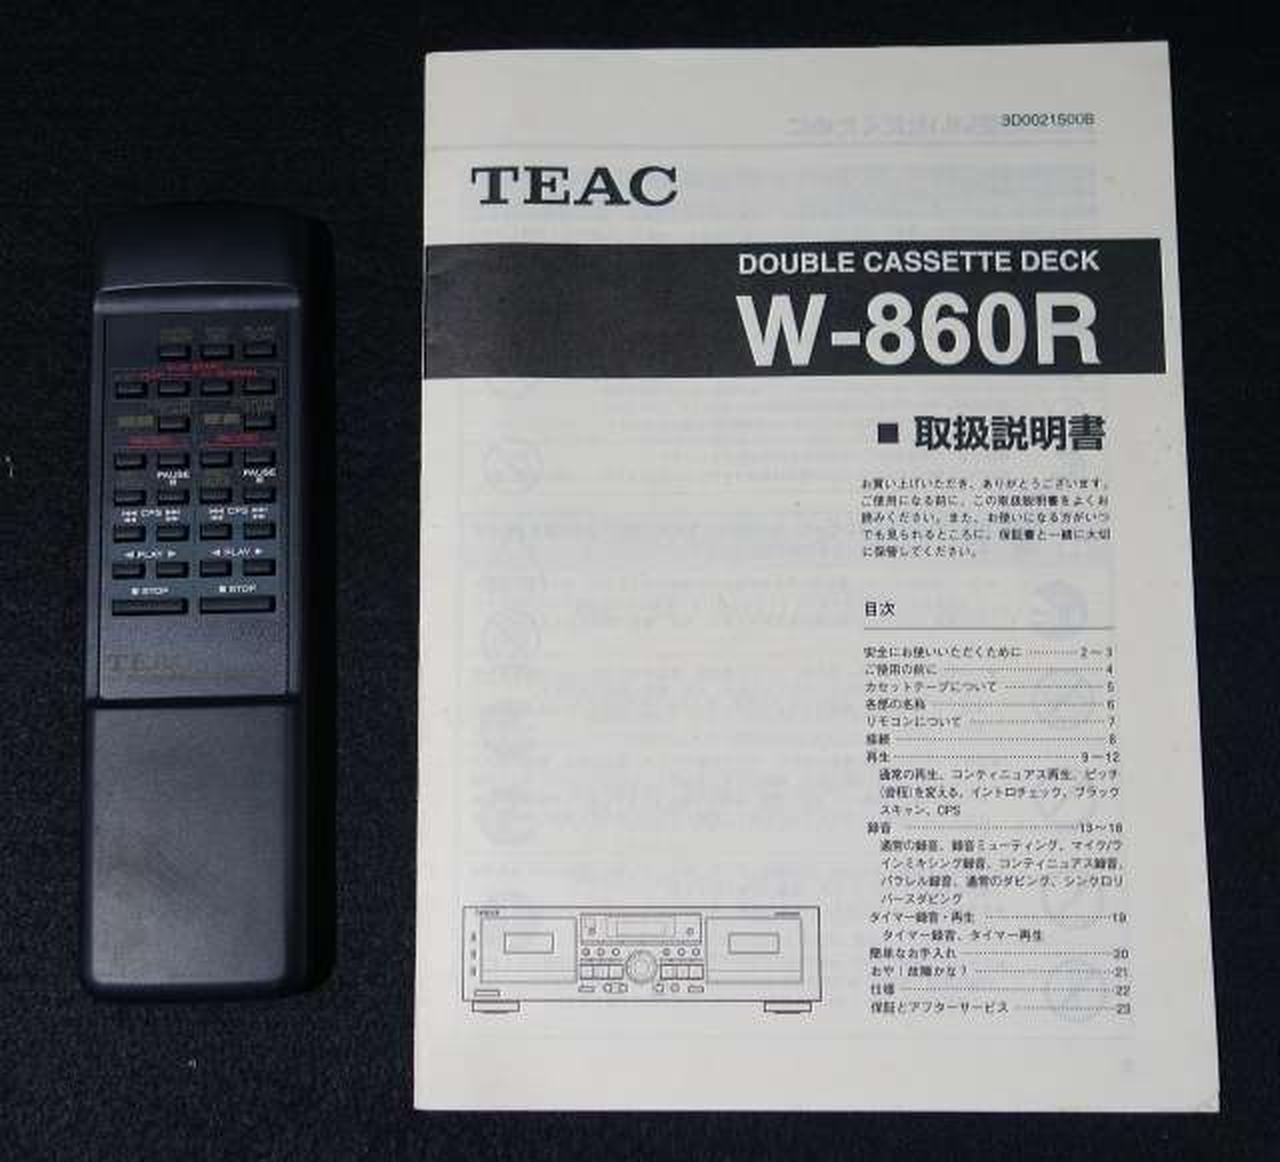 3D0021500B
TEAC
DOUBLE CASSETTE DECK
W-860R
■ 取扱説明書
お買い上げいただき、ありがとうございます。
ご使用になる前に、この取扱説明書をよくお
読みください。また、お使いになる方がいつ
でも見られるところに、保証書と一緒に大切
に保管してください。
目次
安全にお使いいただくために 2〜3
ご使用の前に 4
カセットテープについて 5
各部の名称 6
リモコンについて 7
接続 8
再生 9〜12
通常の再生、コンティニュアス再生、ピッチ
(音程)を変える、イントロチェック、ブランク
スキャン、CPS
録音 13〜18
通常の録音、録音ミューティング、マイク/ラ
インミキシング録音、コンティニュアス録音、
パラレル録音、通常のダビング、シンクロリ
バースダビング
タイマー録音・再生 19
タイマー録音、タイマー再生
簡単なお手入れ 20
おや！故障かな？ 21
仕様 22
保証とアフターサービス 23
PAUSE PAUSE
CPS CPS
◀ PLAY ▶ ◀ PLAY ▶
■ STOP ■ STOP
TEAC